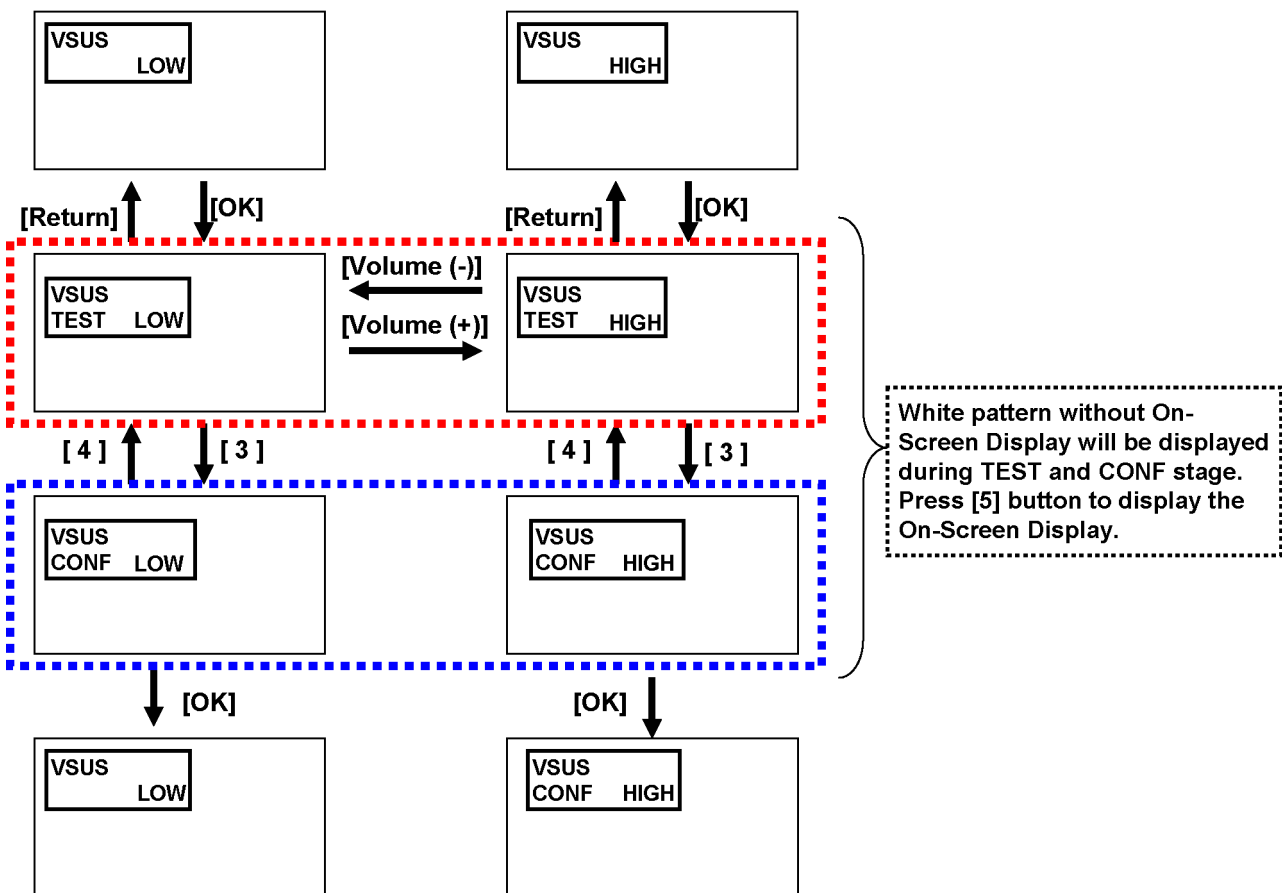 VSUS
LOW
VSUS
HIGH
[Return]
[OK]
[Return]
[OK]
VSUS
TEST LOW
[Volume (-)]
[Volume (+)]
VSUS
TEST HIGH
[ 4 ]
[ 3 ]
[ 4 ]
[ 3 ]
White pattern without On-
Screen Display will be displayed
during TEST and CONF stage.
Press [5] button to display the
On-Screen Display.
VSUS
CONF LOW
VSUS
CONF HIGH
[OK]
[OK]
VSUS
LOW
VSUS
CONF HIGH